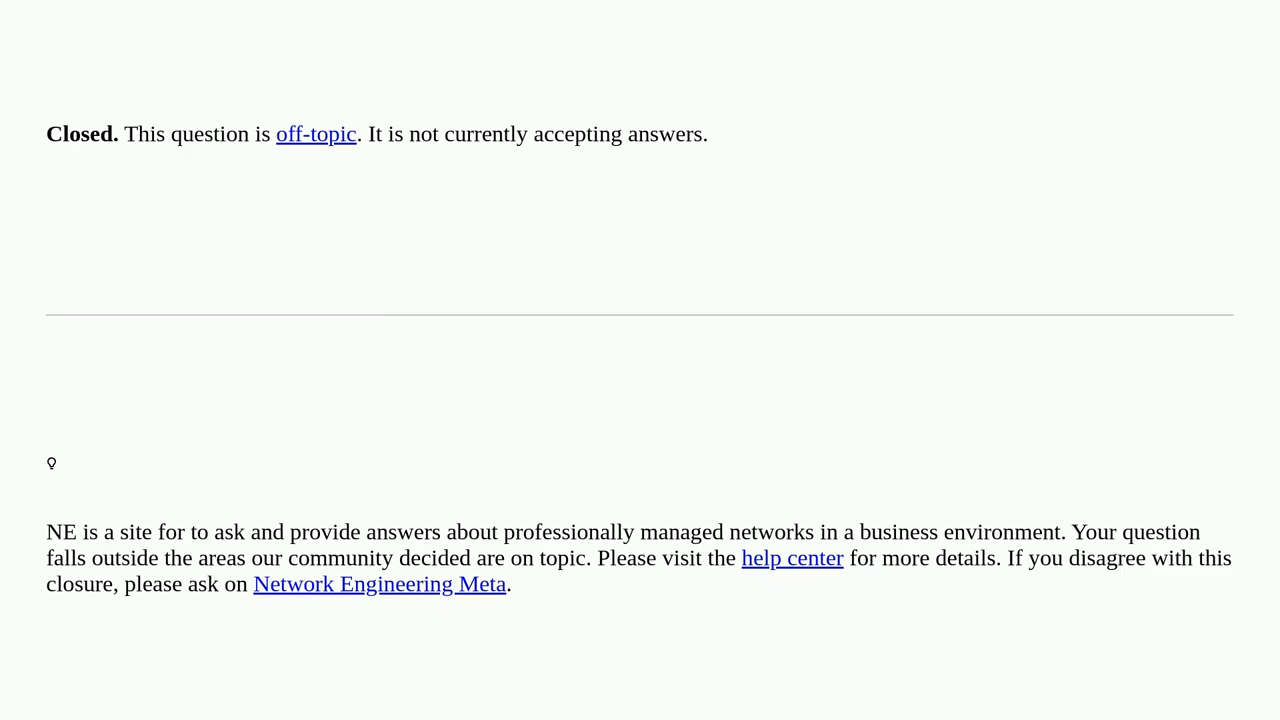 Closed. This question is off-topic. It is not currently accepting answers.
NE is a site for to ask and provide answers about professionally managed networks in a business environment. Your question
falls outside the areas our community decided are on topic. Please visit the help center for more details. If you disagree with this
closure, please ask on Network Engineering Meta.